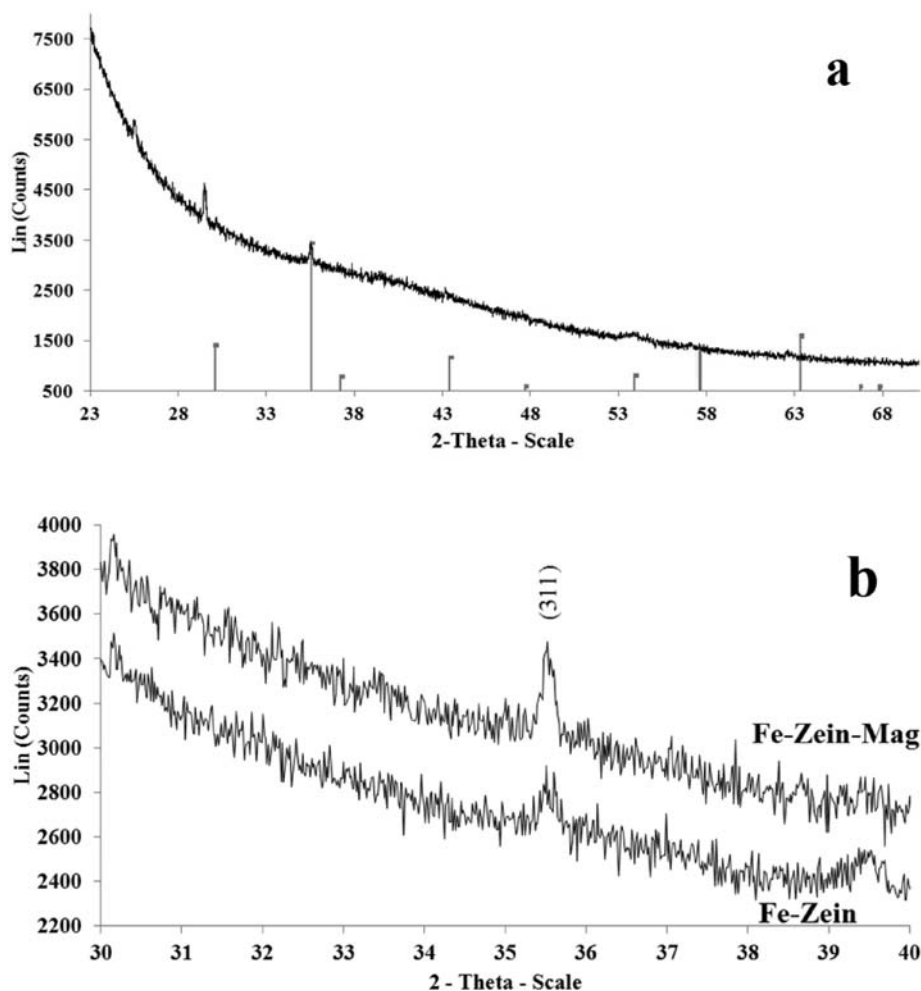 a
7500
6500
5500
4500
3500
2500
1500
500
Lin (Counts)
23 28 33 38 43 48 53 58 63 68
2-Theta - Scale
b
4000
3800
3600
3400
3200
3000
2800
2600
2400
2200
Lin (Counts)
(311)
Fe-Zein-Mag
Fe-Zein
30 31 32 33 34 35 36 37 38 39 40
2 - Theta - Scale